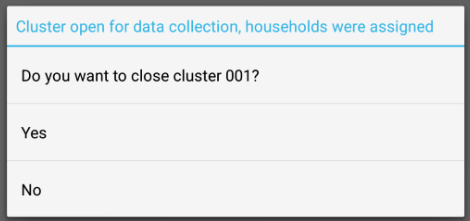 Cluster open for data collection, households were assigned
Do you want to close cluster 001?
Yes
No